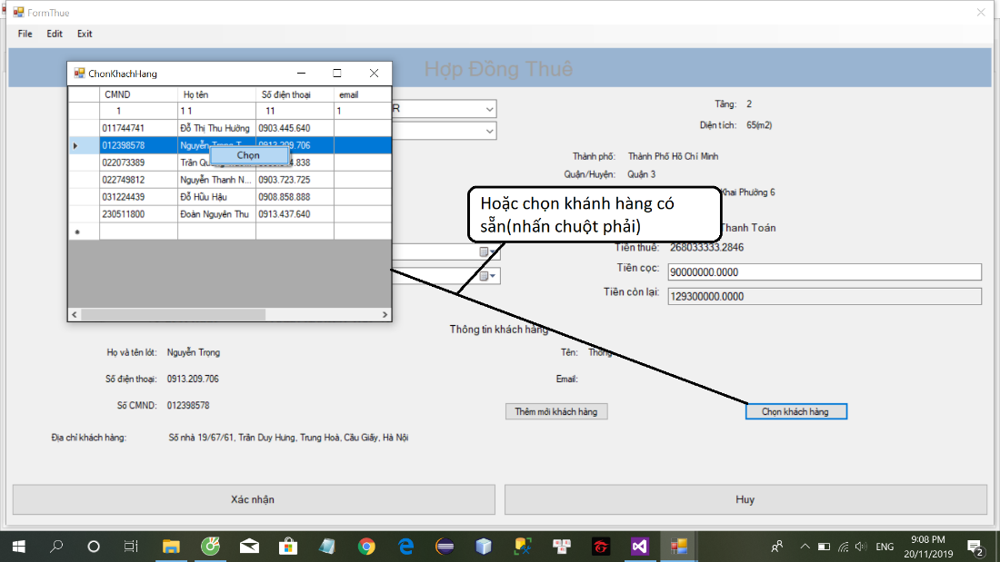 FormThue
File Edit Exit
Hợp Đồng Thuê
ChonKhachHang
CMND Họ tên Số điện thoại email
1 1 1 11 1
011744741 Đỗ Thị Thu Hường 0903.445.640
012398578 Nguyễn Trọng T... 0913.209.706
022073389 Trần .838
022749812 Nguyễn Thanh N... 0903.723.725
031224439 Đỗ Hữu Hậu 0908.858.888
230511800 Đoàn Nguyên Thu 0913.437.640
Chọn
R
Tầng: 2
Diện tích: 65(m2)
Thành phố: Thành Phố Hồ Chí Minh
Quận/Huyện: Quận 3
Khai Phường 6
Hoặc chọn khánh hàng có
sẵn(nhấn chuột phải)
Thanh Toán
Tiền thuê: 268033333.2846
Tiền cọc: 90000000.0000
Tiền còn lại: 129300000.0000
Thông tin khách hàng
Họ và tên lót: Nguyễn Trọng Tên: Thông
Số điện thoại: 0913.209.706 Email:
Số CMND: 012398578
Thêm mới khách hàng Chọn khách hàng
Địa chỉ khách hàng: Số nhà 19/67/61, Trần Duy Hưng, Trung Hoà, Cầu Giấy, Hà Nội
Xác nhận Huy
ENG
9:08 PM
20/11/2019
2